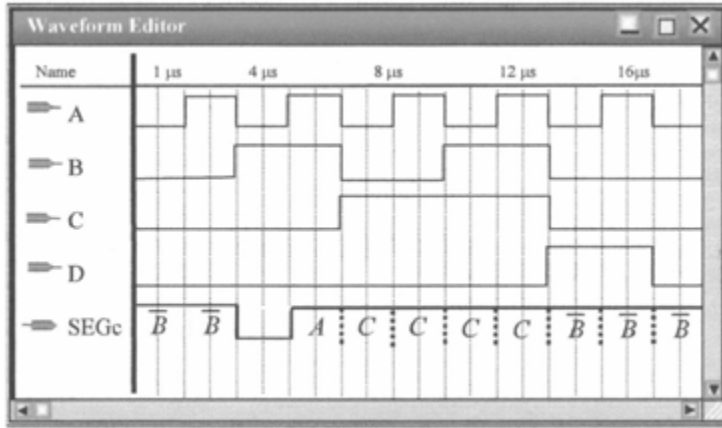 Waveform Editor
Name 1 μs 4 μs 8 μs 12 μs 16μs
A
B
C
D
SEGc B̅ B̅ A C C C C B̅ B̅ B̅